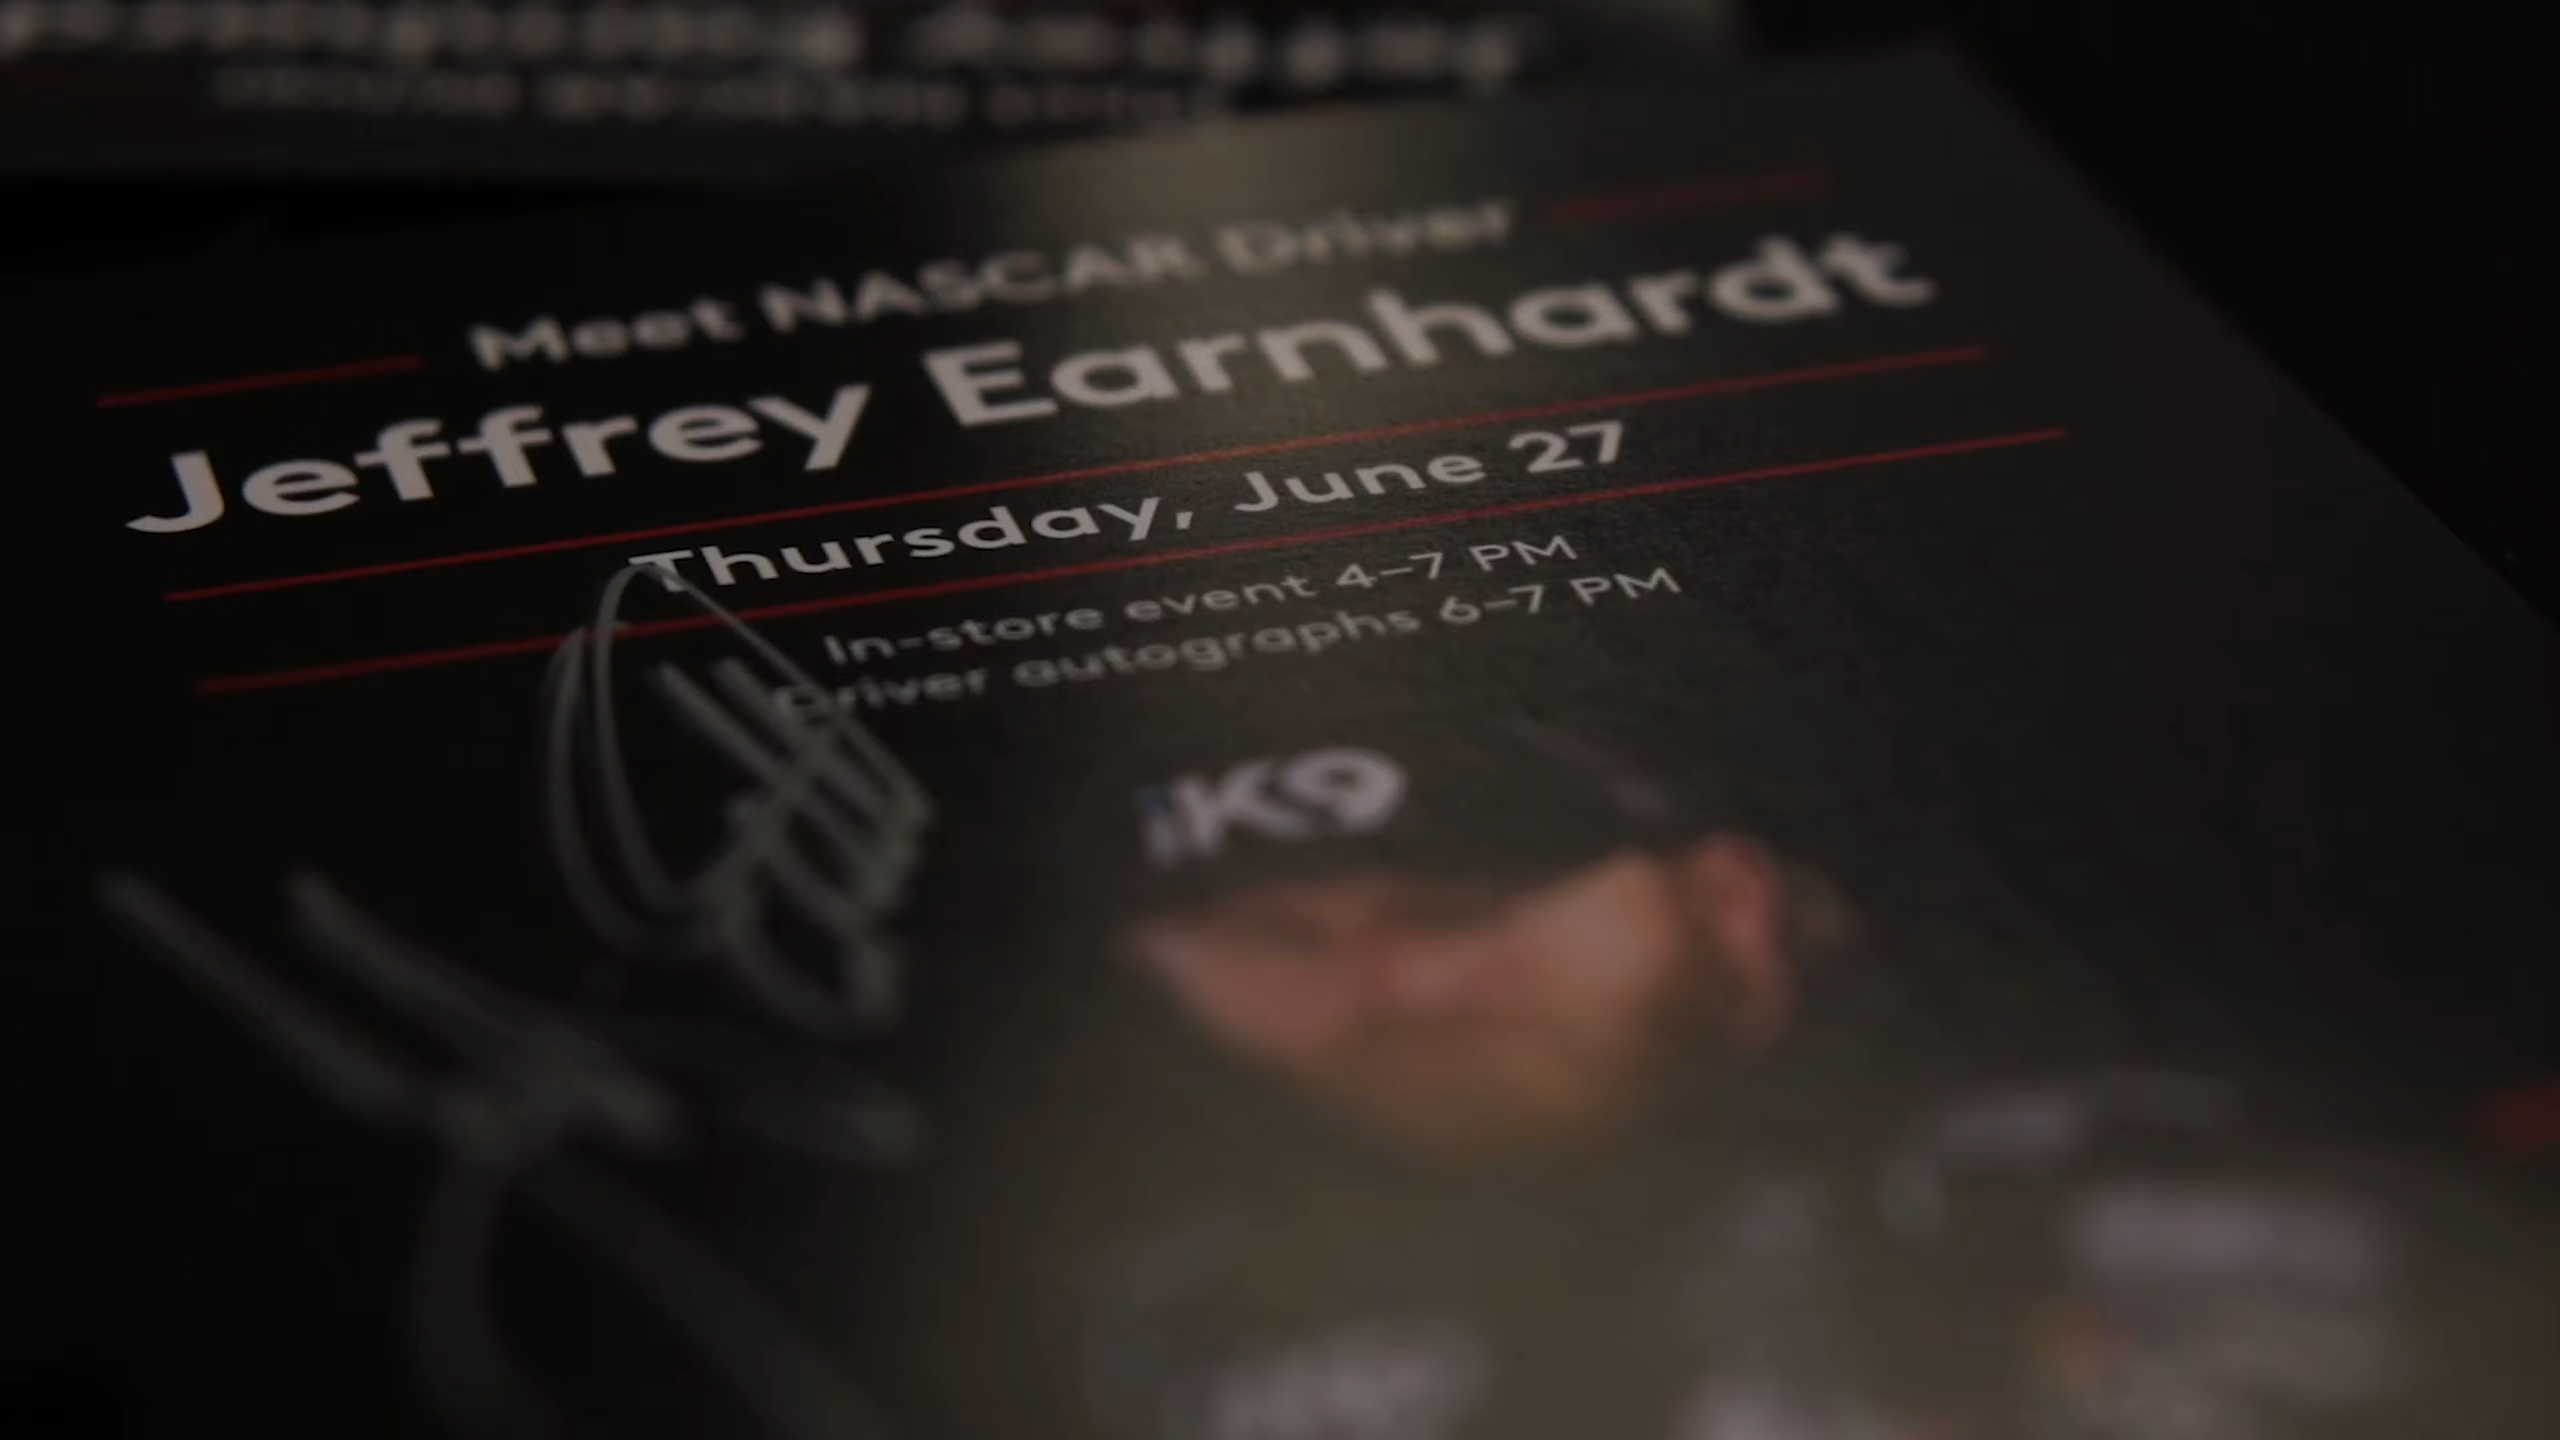 Meet NASCAR Driver
Jeffrey Earnhardt
Thursday, June 27
In-store event 4–7 PM
Driver autographs 6–7 PM
iK9